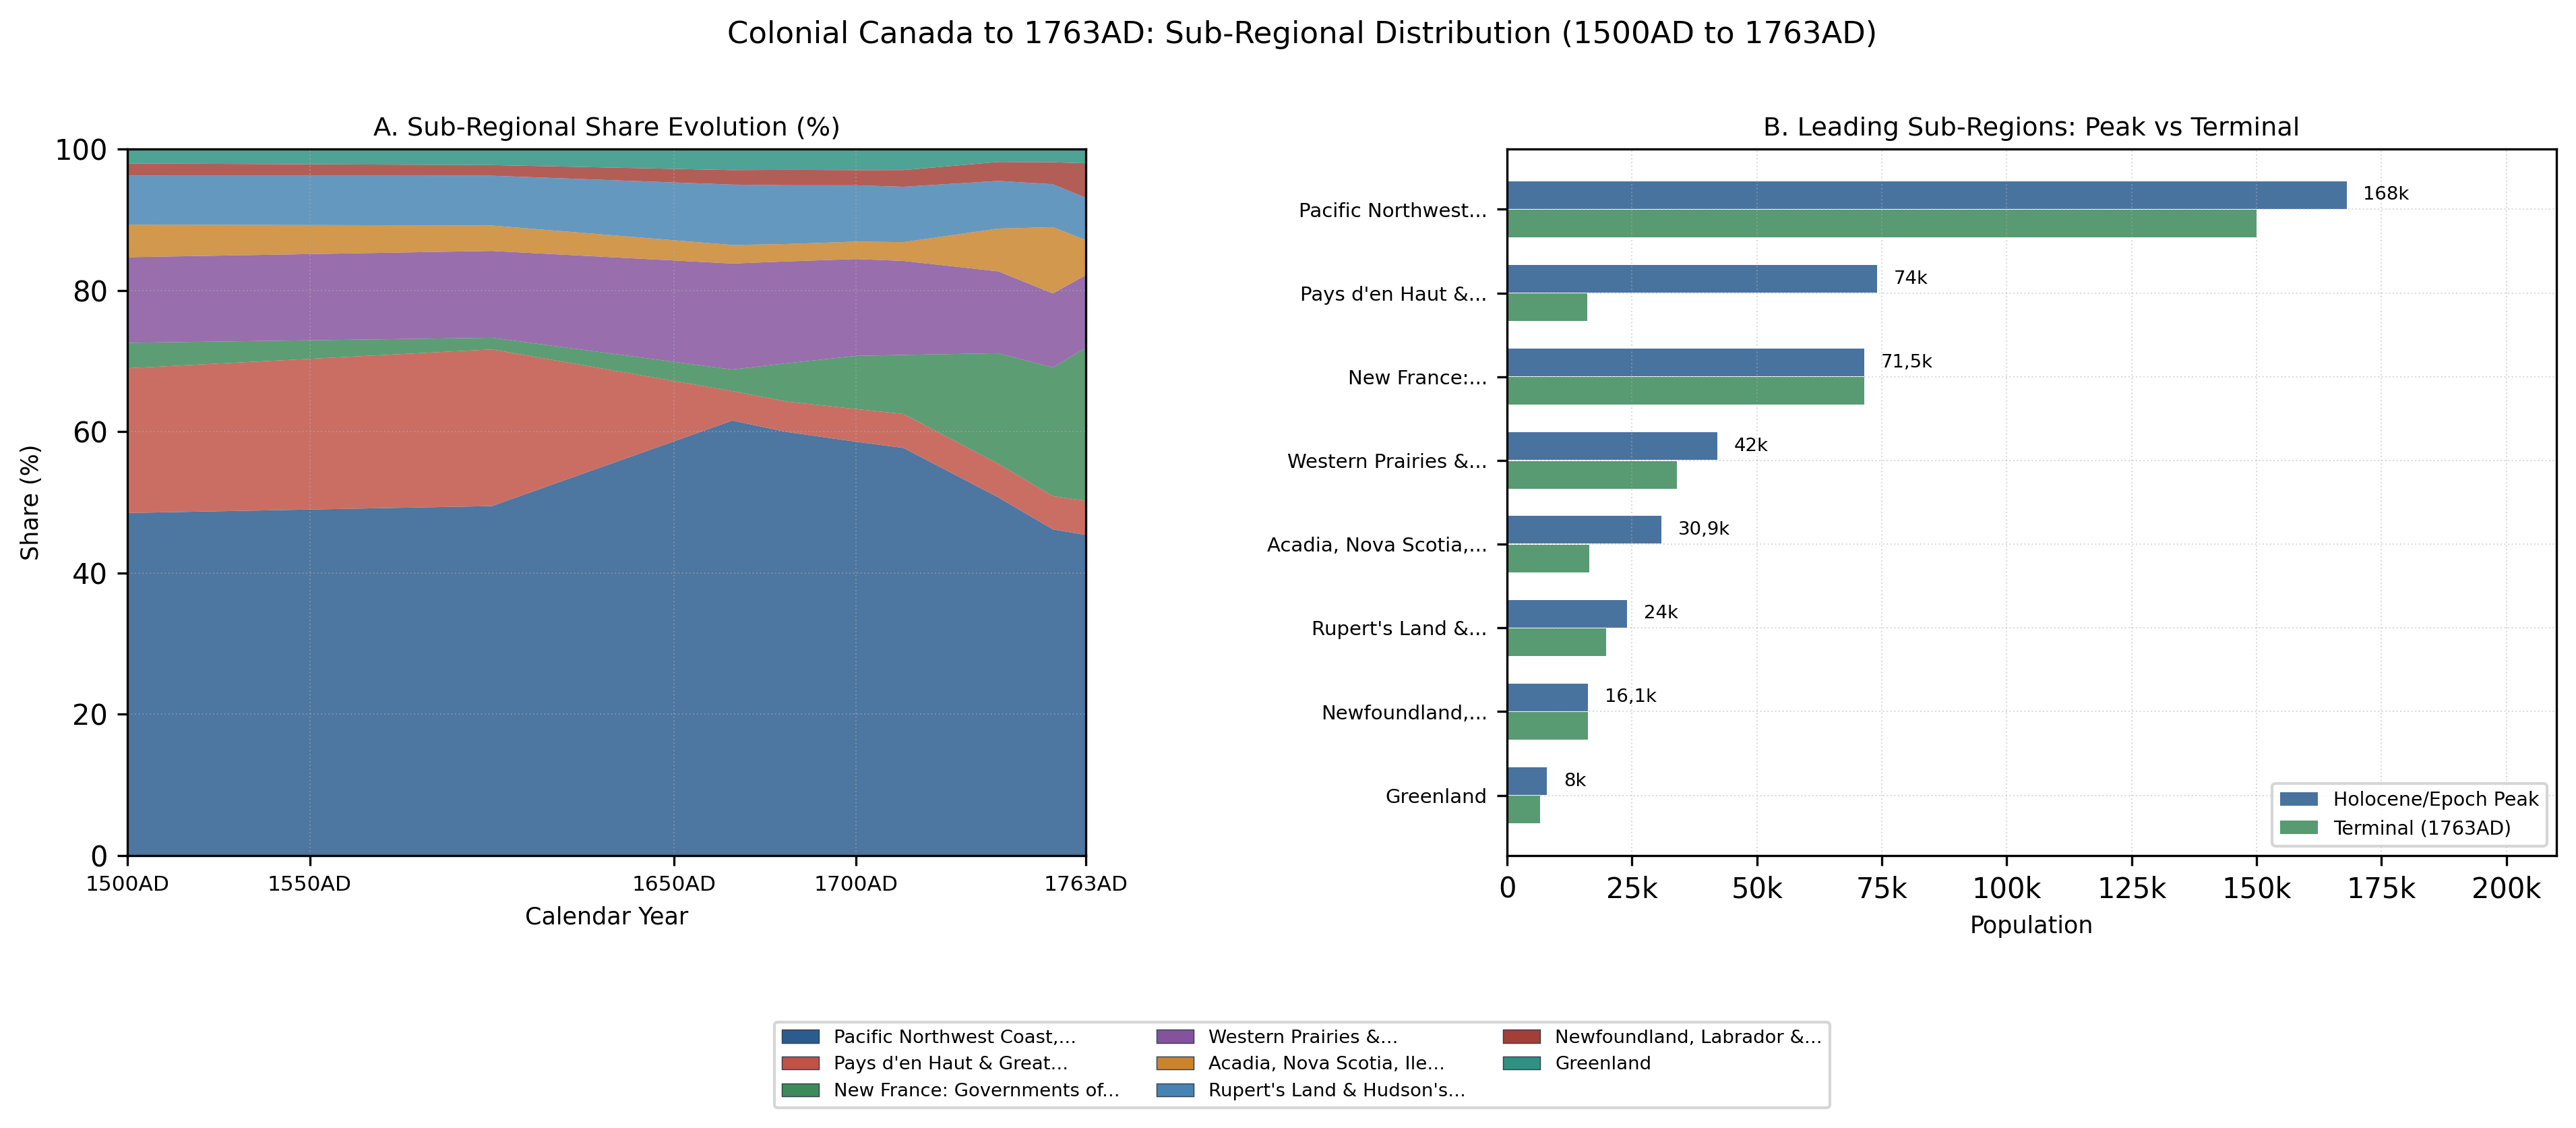 Colonial Canada to 1763AD: Sub-Regional Distribution (1500AD to 1763AD)
A. Sub-Regional Share Evolution (%)
100
80
60
40
20
0
Share (%)
1500AD
1550AD
1650AD
1700AD
1763AD
Calendar Year
B. Leading Sub-Regions: Peak vs Terminal
Pacific Northwest...
168k
Pays d'en Haut &...
74k
New France:...
71,5k
Western Prairies &...
42k
Acadia, Nova Scotia,...
30,9k
Rupert's Land &...
24k
Newfoundland,...
16,1k
Greenland
8k
Holocene/Epoch Peak
Terminal (1763AD)
0
25k
50k
75k
100k
125k
150k
175k
200k
Population
Pacific Northwest Coast,...
Pays d'en Haut & Great...
New France: Governments of...
Western Prairies &...
Acadia, Nova Scotia, Ile...
Rupert's Land & Hudson's...
Newfoundland, Labrador &...
Greenland